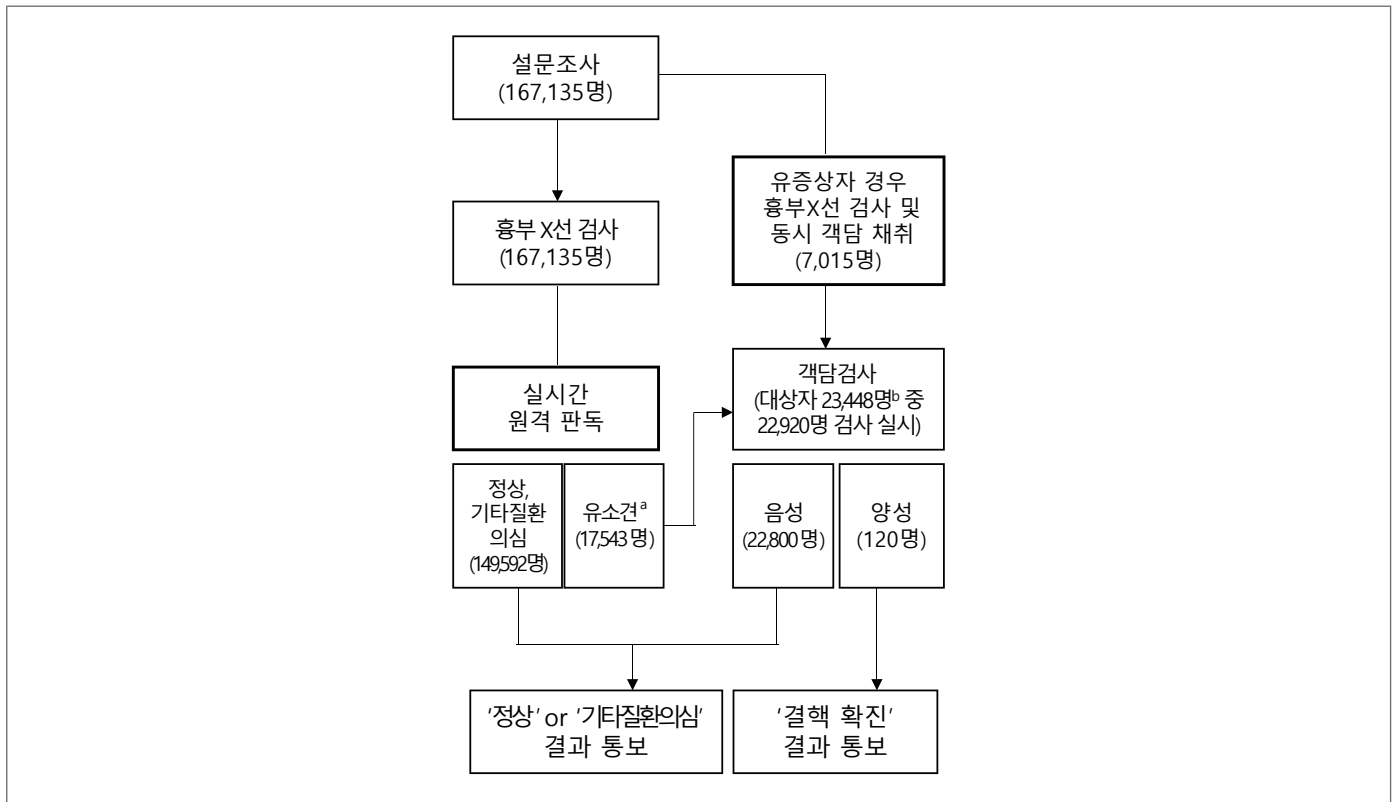 설문조사
(167,135명)
유증상자 경우
흉부X선 검사 및
동시 객담 채취
(7,015명)
흉부 X선 검사
(167,135명)
실시간
원격 판독
객담검사
(대상자 23,448명b 중
22,920명 검사 실시)
정상,
기타질환
의심
(149,592명)
유소견a
(17,543명)
음성
(22,800명)
양성
(120명)
'정상' or '기타질환의심'
결과 통보
'결핵 확진'
결과 통보